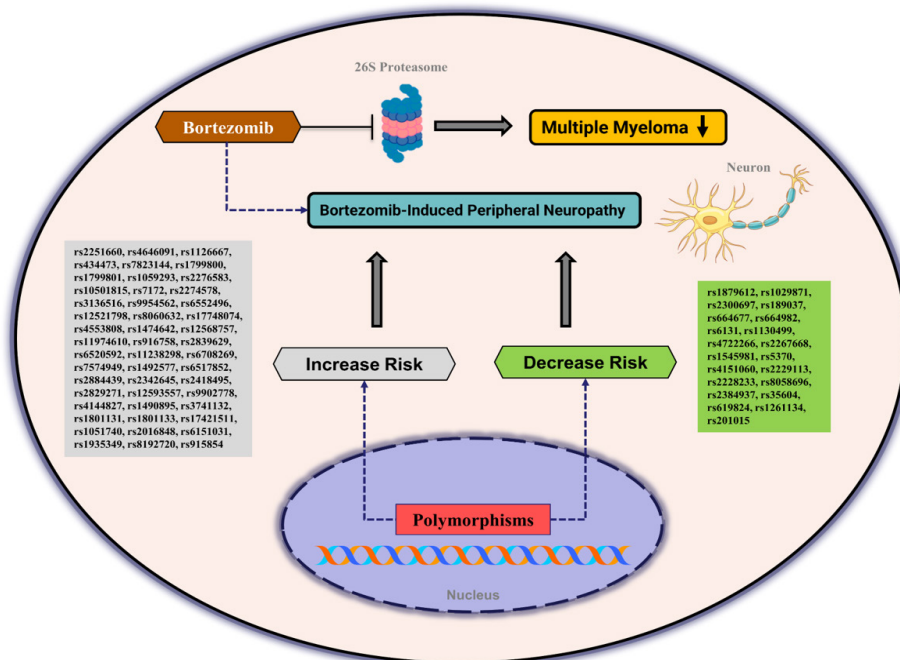 26S Proteasome
Bortezomib
Multiple Myeloma
Neuron
Bortezomib-Induced Peripheral Neuropathy
rs2251660, rs4646091, rs1126667,
rs434473, rs7823144, rs1799800,
rs1799801, rs1059293, rs2276583,
rs10501815, rs7172, rs2274578,
rs3136516, rs9954562, rs6552496,
rs12521798, rs8060632, rs17748074,
rs4553808, rs1474642, rs12568757,
rs11974610, rs916758, rs2839629,
rs6520592, rs11238298, rs6708269,
rs7574949, rs1492577, rs6517852,
rs2884439, rs2342645, rs2418495,
rs2829271, rs12593557, rs9902778,
rs4144827, rs1490895, rs3741132,
rs1801131, rs1801133, rs17421511,
rs1051740, rs2016848, rs6151031,
rs1935349, rs8192720, rs915854
rs1879612, rs1029871,
rs2300697, rs189037,
rs664677, rs664982,
rs6131, rs1130499,
rs4722266, rs2267668,
rs1545981, rs5370,
rs4151060, rs2229113,
rs2228233, rs8058696,
rs2384937, rs35604,
rs619824, rs1261134,
rs201015
Increase Risk
Decrease Risk
Polymorphisms
Nucleus